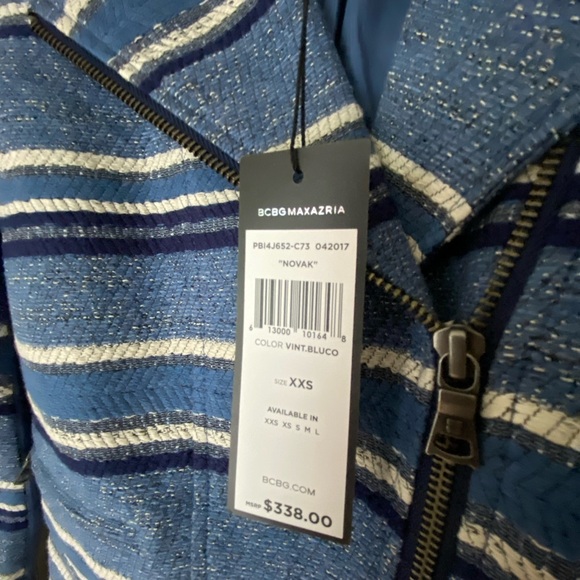 BCBGMAXAZRIA
PBI4J652-C73 042017
"NOVAK"
6 13000 10164 8
COLOR VINT.BLUCO
SIZE XXS
AVAILABLE IN
XXS XS S M L
BCBG.COM
MSRP $338.00